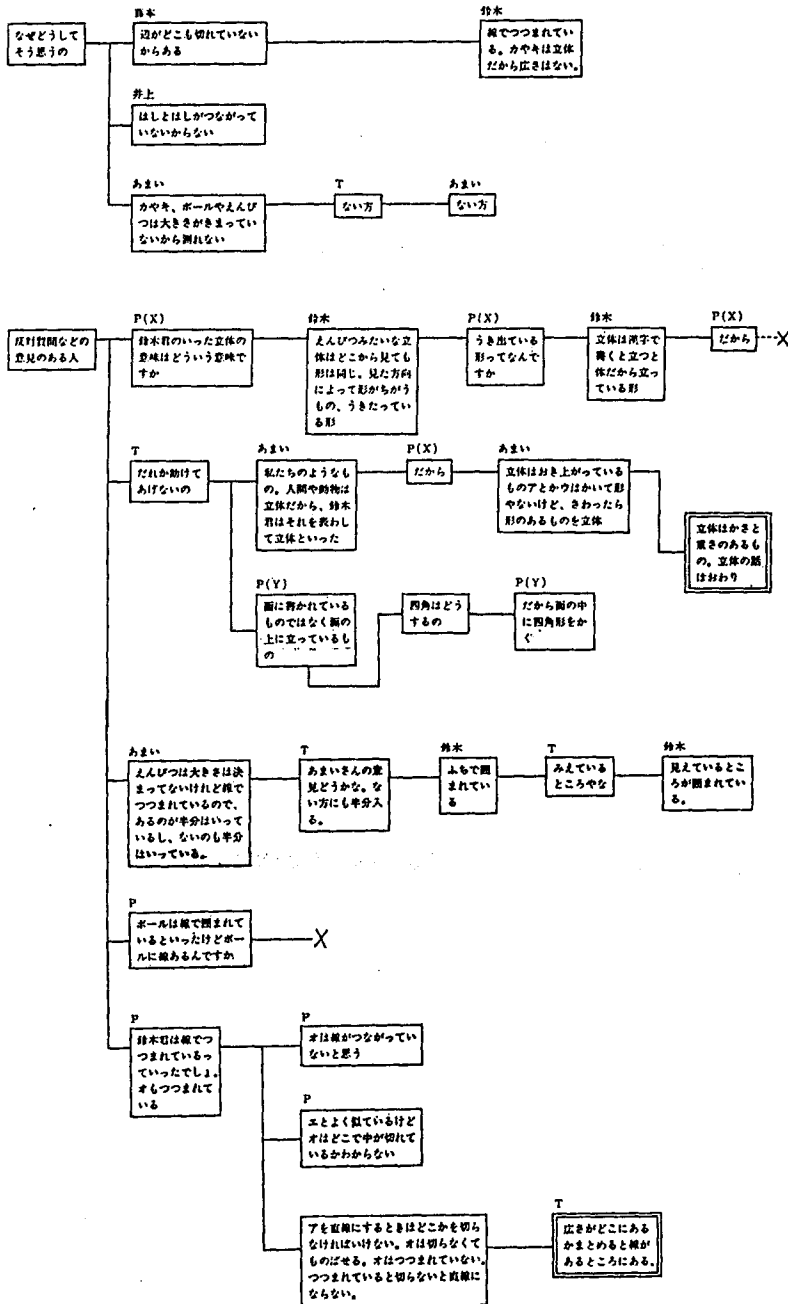 なぜどうして
そう思うの
島本
辺がどこも切れていない
からある
鈴木
線でつつまれてい
る。カやキは立体
だから広さはない。
井上
はしとはしがつながって
いないからない
あまい
カやキ、ボールやえんぴ
つは大きさがきまってい
ないから測れない
T
ない方
あまい
ない方
反対質問などの
意見のある人
P(X)
鈴木君のいった立体の
意味はどういう意味で
すか
鈴木
えんぴつみたいな立
体はどこから見ても
形は同じ。見た方向
によって形がちがう
もの、うきたってい
る形
P(X)
うき出ている
形ってなんで
すか
鈴木
立体は漢字で
書くと立つと
体だから立っ
ている形
P(X)
だから
X
T
だれか助けて
あげないの
あまい
私たちのようなも
の。人間や動物は
立体だから、鈴木
君はそれを表わし
て立体といった
P(X)
だから
あまい
立体はおき上がっている
ものアとかウはかいて形
やないけど、さわったら
形のあるものを立体
立体はかさと
重さのあるも
の。立体の話
はおわり
P(Y)
面に書かれている
ものではなく面の
上に立っているも
の
四角はどう
するの
P(Y)
だから面の中
に四角形をか
く
あまい
えんぴつは大きさは決
まってないけれど線で
つつまれているので、
あるのが半分はいって
いるし、ないのも半分
はいっている。
T
あまいさんの意
見どうかな。な
い方にも半分入
る。
鈴木
ふちで囲
まれてい
る
T
みえている
ところやな
鈴木
見えているとこ
ろが囲まれてい
る。
P
ボールは線で囲まれて
いるといったけどボー
ルに線あるんですか
X
P
鈴木君は線でつ
つまれているっ
ていったでしょ。
オもつつまれて
いる
P
オは線がつながってい
ないと思う
P
エとよく似ているけど
オはどこで中が切れて
いるかわからない
アを直線にするときはどこかを切ら
なければいけない。オは切らなくて
ものばせる。オはつつまれていない。
つつまれていると切らないと直線に
ならない。
T
広さがどこにある
かまとめると線が
あるところにある。